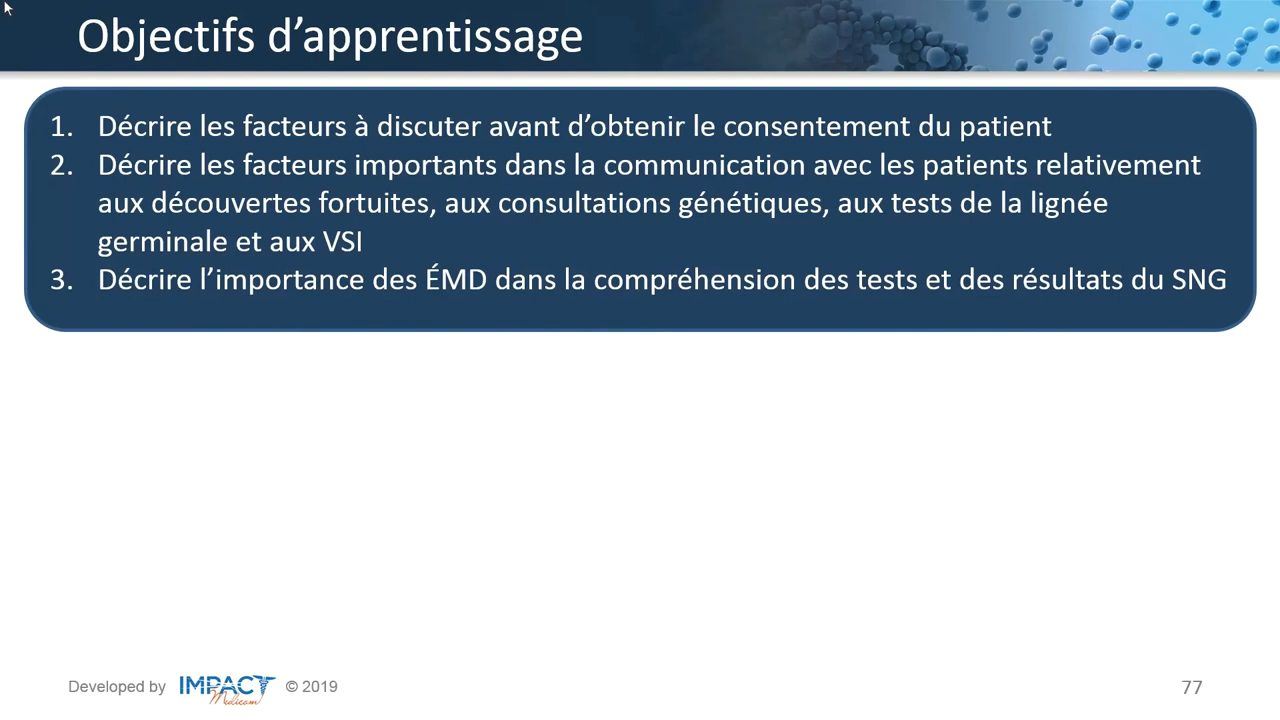 Objectifs d’apprentissage
1. Décrire les facteurs à discuter avant d’obtenir le consentement du patient
2. Décrire les facteurs importants dans la communication avec les patients relativement
aux découvertes fortuites, aux consultations génétiques, aux tests de la lignée
germinale et aux VSI
3. Décrire l’importance des ÉMD dans la compréhension des tests et des résultats du SNG
Developed by IMPACT Medicom © 2019
77